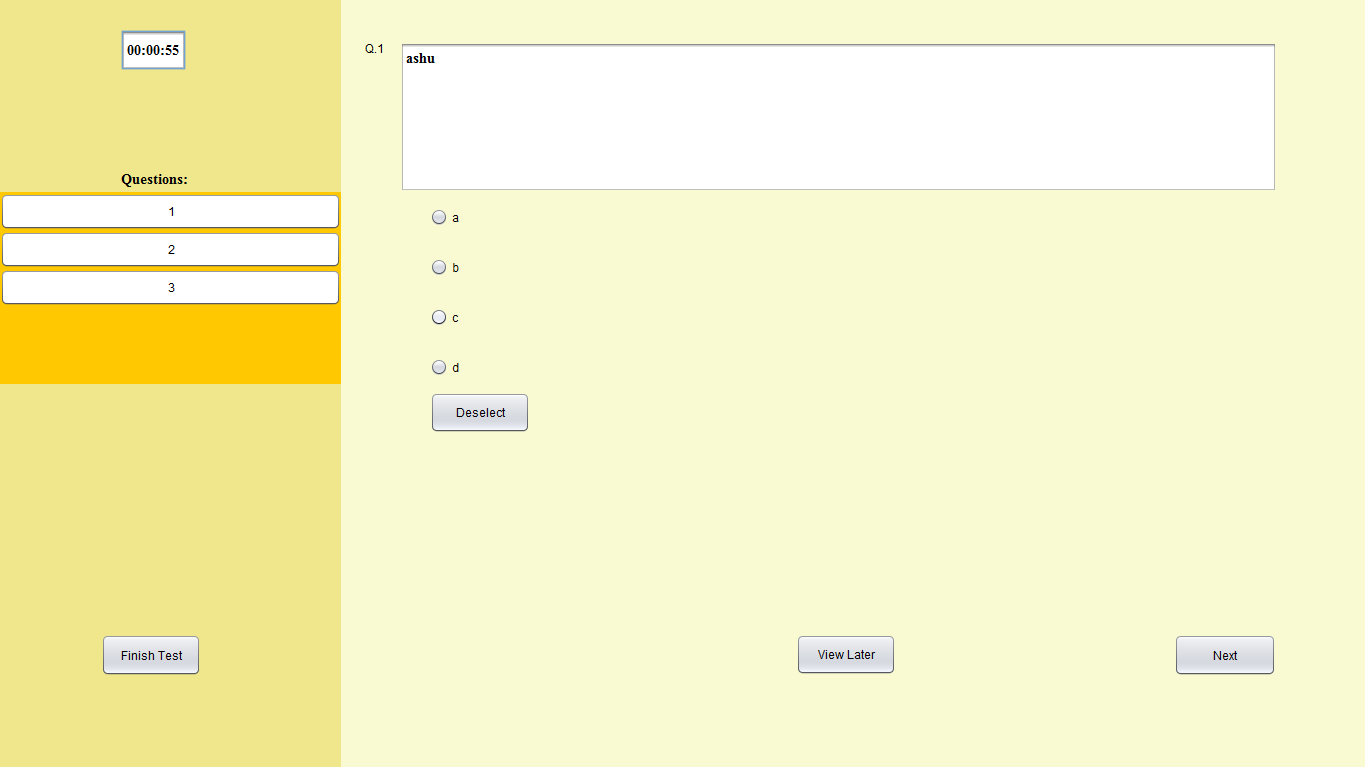 00:00:55
Questions:
1
2
3
Finish Test
Q.1
ashu
a
b
c
d
Deselect
View Later
Next